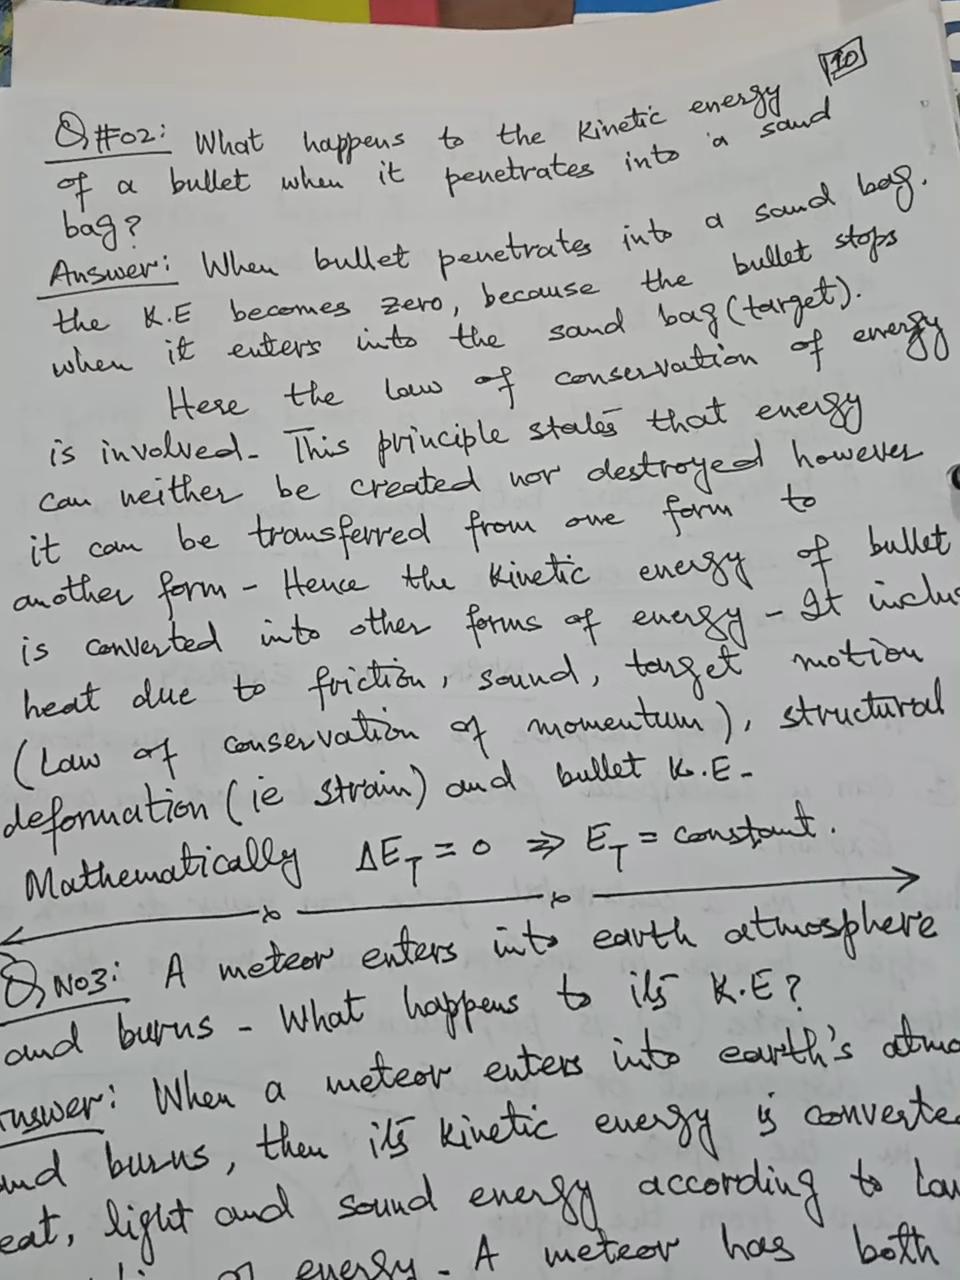 10
Q#02: What happens to the Kinetic energy
of a bullet when it penetrates into a sand
bag?
Answer: When bullet penetrates into a sand bag.
the K.E becomes zero, because the bullet stops
when it enters into the sand bag (target).
Here the law of conservation of energy
is involved. This principle states that energy
can neither be created nor destroyed however
it can be transferred from one form to
another form - Hence the Kinetic energy of bullet
is converted into other forms of energy - It inclu
heat due to friction, sound, target motion
(Law of conservation of momentum), structural
deformation (ie strain) and bullet K.E-
Mathematically ΔE_T = 0 ⇒ E_T = constant.
Q No3: A meteor enters into earth atmosphere
and burns - What happens to its K.E?
nswer: When a meteor enters into earth's atmo
nd burns, then its kinetic energy is converte
eat, light and sound energy according to Law
of energy. A meteor has both